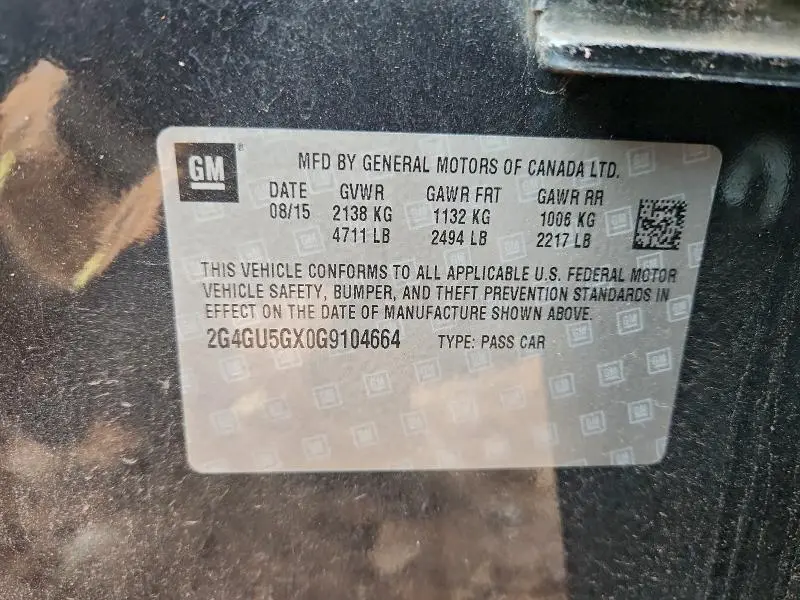 GM ® MFD BY GENERAL MOTORS OF CANADA LTD.
DATE GVWR GAWR FRT GAWR RR
08/15 2138 KG 1132 KG 1006 KG
4711 LB 2494 LB 2217 LB
THIS VEHICLE CONFORMS TO ALL APPLICABLE U.S. FEDERAL MOTOR
VEHICLE SAFETY, BUMPER, AND THEFT PREVENTION STANDARDS IN
EFFECT ON THE DATE OF MANUFACTURE SHOWN ABOVE.
2G4GU5GX0G9104664 TYPE: PASS CAR